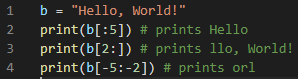 1 b = "Hello, World!"
2 print(b[:5]) # prints Hello
3 print(b[2:]) # prints llo, World!
4 print(b[-5:-2]) # prints orl